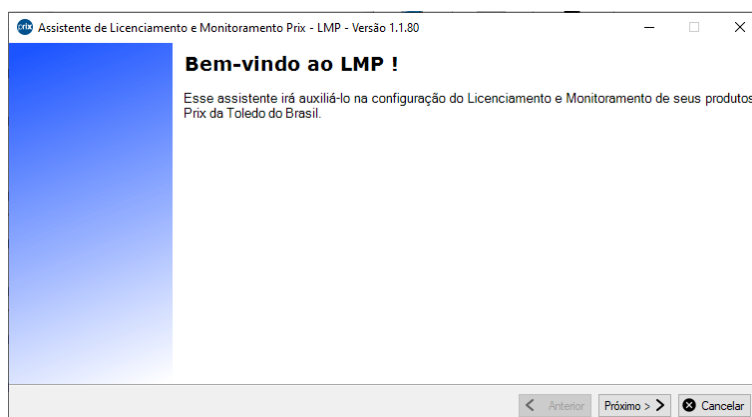 prix Assistente de Licenciamento e Monitoramento Prix - LMP - Versão 1.1.80
Bem-vindo ao LMP !
Esse assistente irá auxiliá-lo na configuração do Licenciamento e Monitoramento de seus produtos
Prix da Toledo do Brasil.
Anterior Próximo > Cancelar